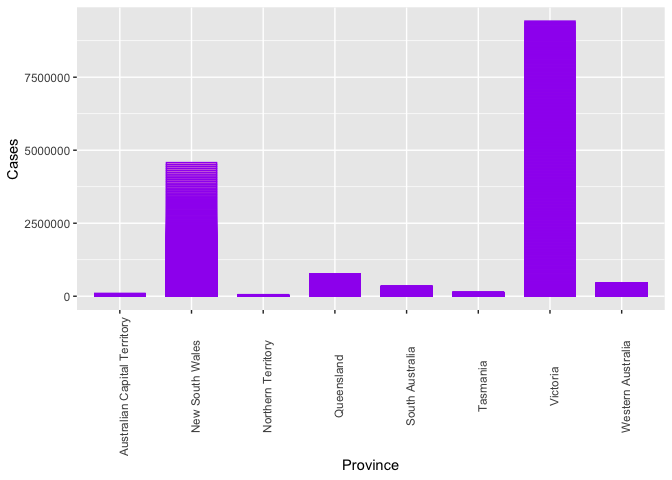 Cases
7500000
5000000
2500000
0
Australian Capital Territory
New South Wales
Northern Territory
Queensland
South Australia
Tasmania
Victoria
Western Australia
Province